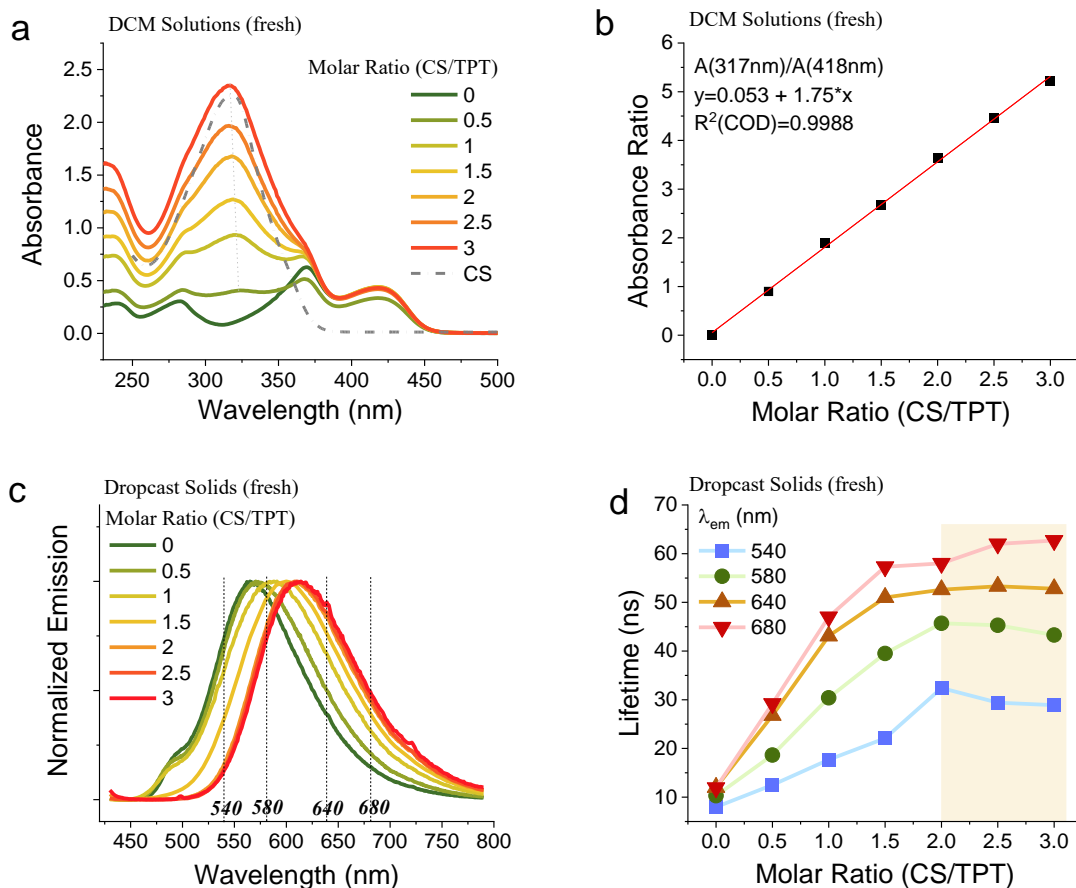 a
DCM Solutions (fresh)
Molar Ratio (CS/TPT)
0
0.5
1
1.5
2
2.5
3
CS
2.5
2.0
1.5
1.0
0.5
0.0
Absorbance
250 300 350 400 450 500
Wavelength (nm)
b
DCM Solutions (fresh)
A(317nm)/A(418nm)
y=0.053 + 1.75*x
R²(COD)=0.9988
6
5
4
3
2
1
0
Absorbance Ratio
0.0 0.5 1.0 1.5 2.0 2.5 3.0
Molar Ratio (CS/TPT)
c
Dropcast Solids (fresh)
Molar Ratio (CS/TPT)
0
0.5
1
1.5
2
2.5
3
Normalized Emission
540 580 640 680
450 500 550 600 650 700 750 800
Wavelength (nm)
d
Dropcast Solids (fresh)
λem (nm)
540
580
640
680
70
60
50
40
30
20
10
Lifetime (ns)
0.0 0.5 1.0 1.5 2.0 2.5 3.0
Molar Ratio (CS/TPT)